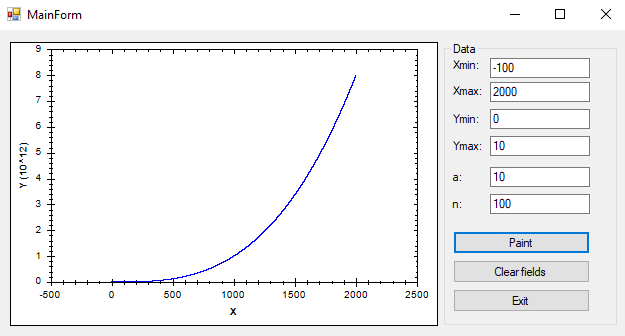 MainForm
Data
Xmin: -100
Xmax: 2000
Ymin: 0
Ymax: 10
a: 10
n: 100
Paint
Clear fields
Exit
Y (10^12)
9
8
7
6
5
4
3
2
1
0
-500 0 500 1000 1500 2000 2500
X